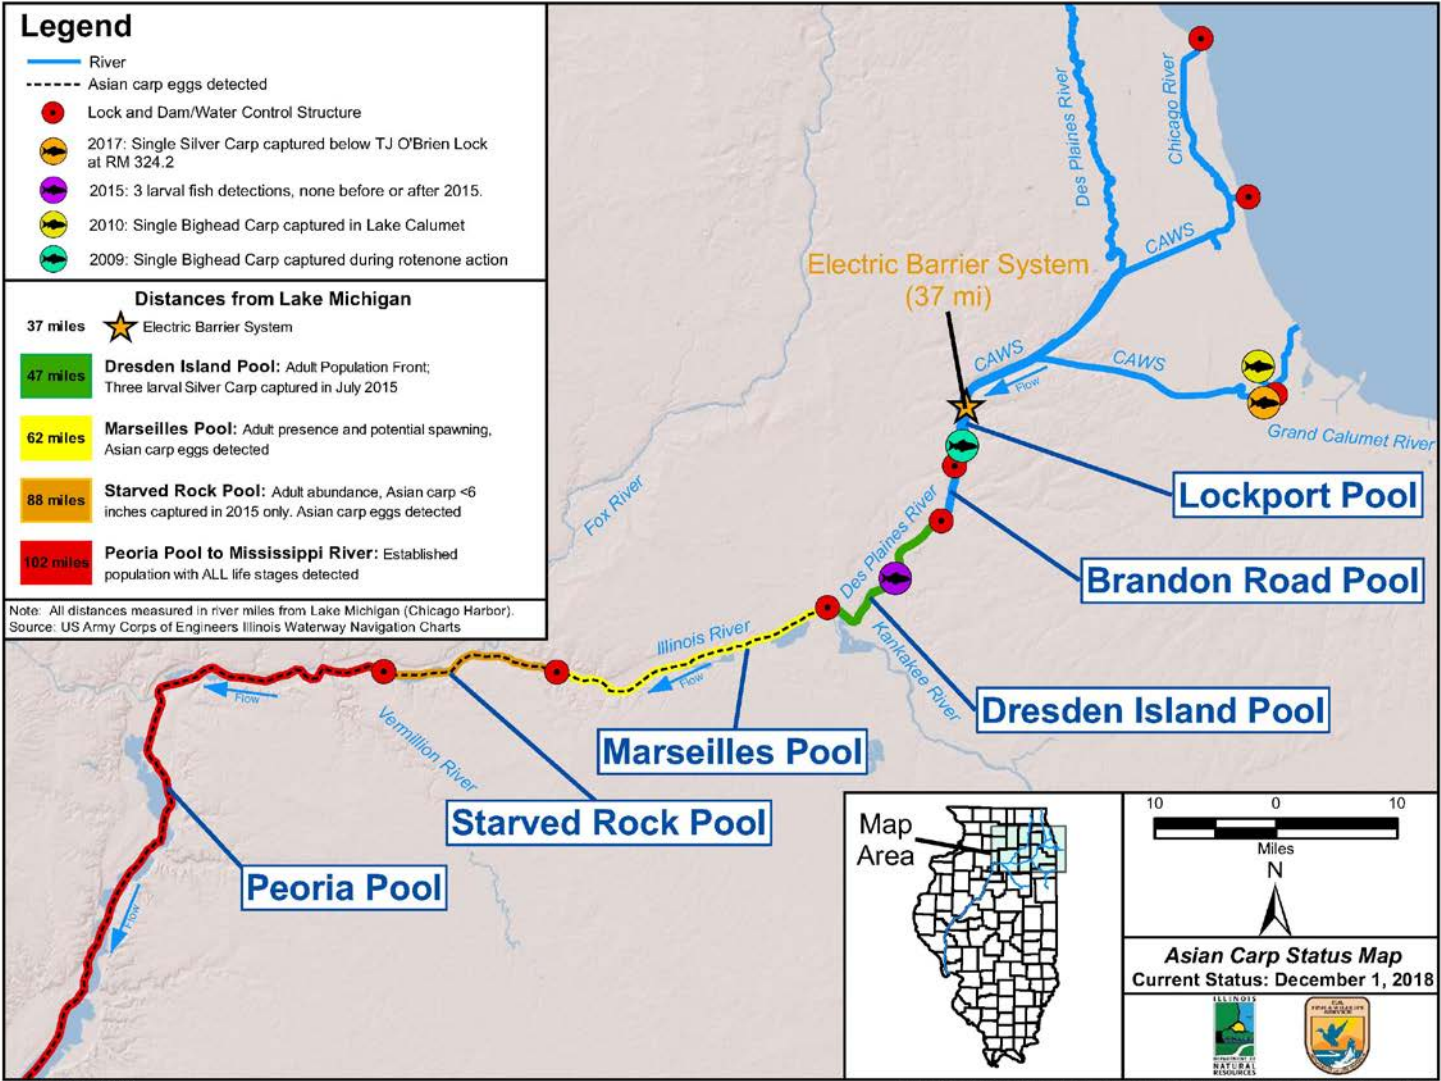 Legend
River
Asian carp eggs detected
Lock and Dam/Water Control Structure
2017: Single Silver Carp captured below TJ O'Brien Lock
at RM 324.2
2015: 3 larval fish detections, none before or after 2015.
2010: Single Bighead Carp captured in Lake Calumet
2009: Single Bighead Carp captured during rotenone action
Distances from Lake Michigan
37 miles Electric Barrier System
47 miles Dresden Island Pool: Adult Population Front;
Three larval Silver Carp captured in July 2015
62 miles Marseilles Pool: Adult presence and potential spawning,
Asian carp eggs detected
88 miles Starved Rock Pool: Adult abundance, Asian carp <6
inches captured in 2015 only. Asian carp eggs detected
102 miles Peoria Pool to Mississippi River: Established
population with ALL life stages detected
Note: All distances measured in river miles from Lake Michigan (Chicago Harbor).
Source: US Army Corps of Engineers Illinois Waterway Navigation Charts
Des Plaines River
Chicago River
CAWS
Electric Barrier System
(37 mi)
CAWS
CAWS
Flow
Grand Calumet River
Lockport Pool
Fox River
Des Plaines River
Brandon Road Pool
Illinois River
Kankakee River
Flow
Dresden Island Pool
Flow
Vermillion River
Marseilles Pool
Starved Rock Pool
Peoria Pool
Flow
Map
Area
10 0 10
Miles
N
Asian Carp Status Map
Current Status: December 1, 2018
ILLINOIS
DEPARTMENT OF
NATURAL
RESOURCES
U.S.
FISH & WILDLIFE
SERVICE